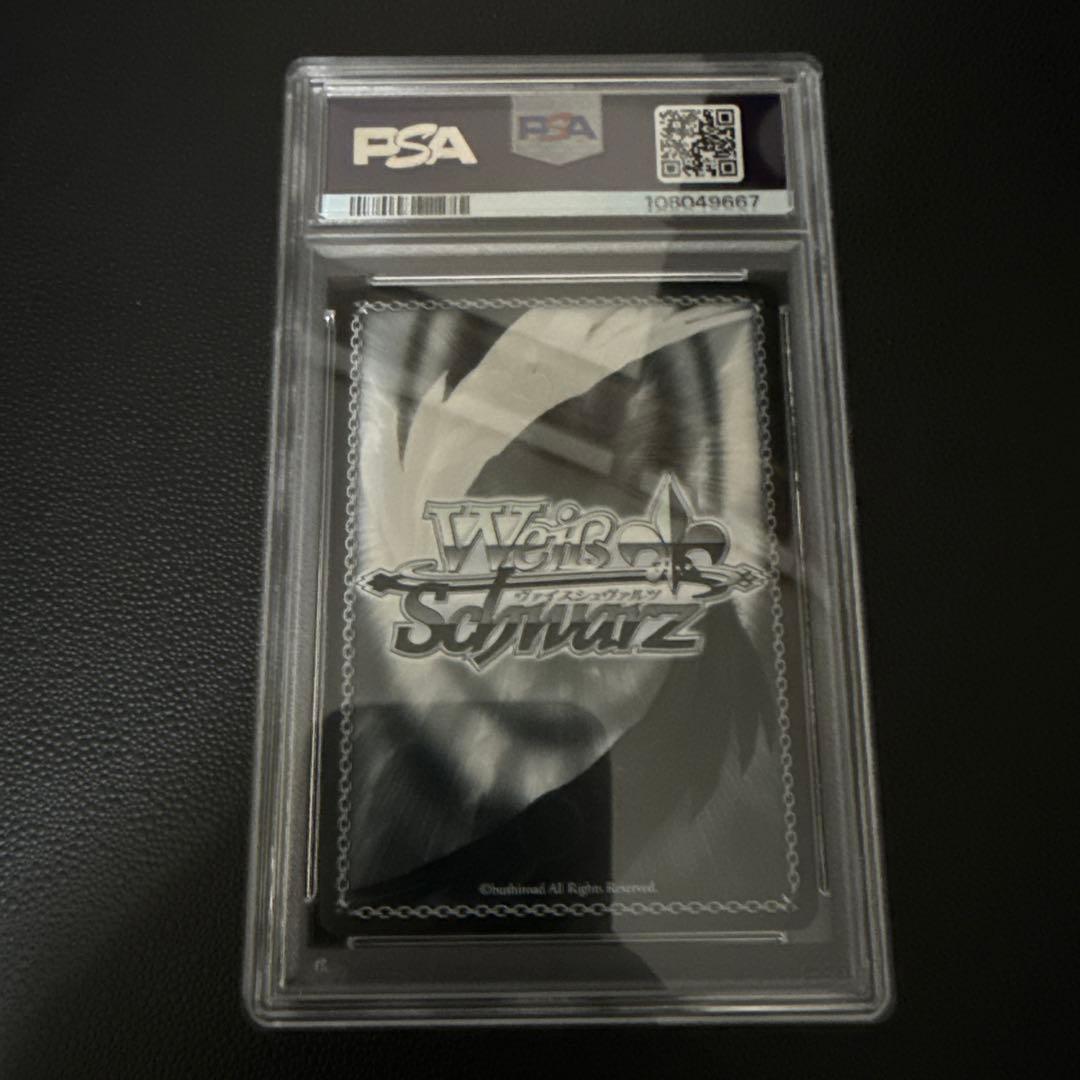 PSA
PSA
108049667
Weiß
ヴァイスシュヴァルツ
Schwarz
©bushiroad All Rights Reserved.